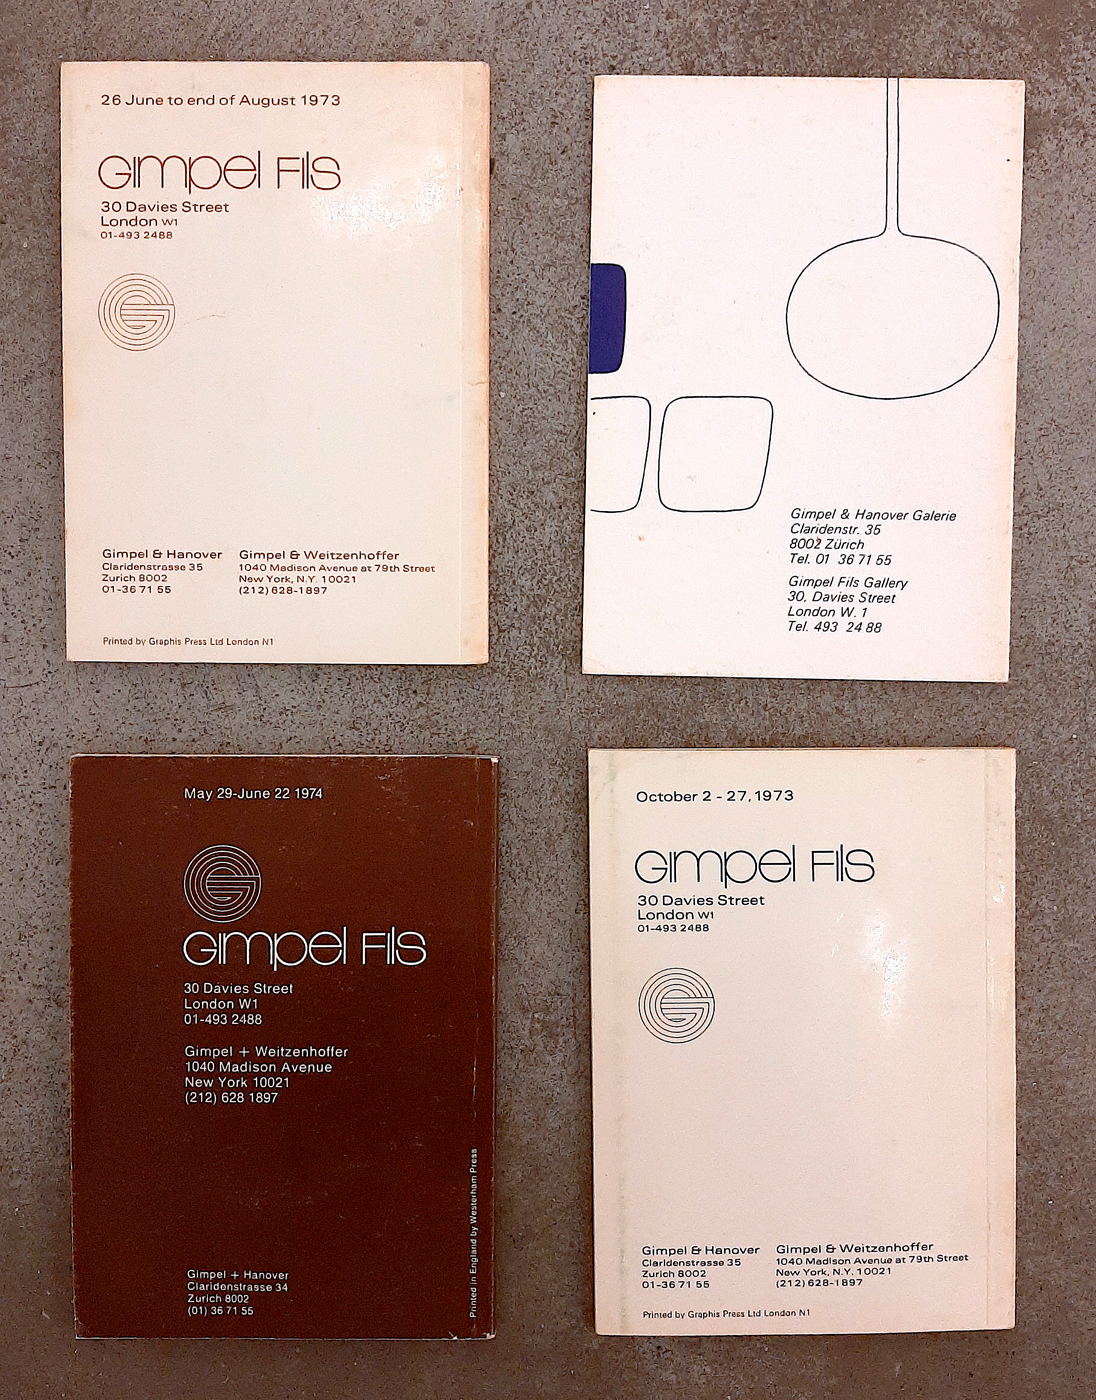 26 June to end of August 1973
Gimpel Fils
30 Davies Street
London W1
01-493 2488
G
Gimpel & Hanover
Claridenstrasse 35
Zurich 8002
01-36 71 55
Gimpel & Weitzenhoffer
1040 Madison Avenue at 79th Street
New York, N.Y. 10021
(212) 628-1897
Printed by Graphis Press Ltd London N1
Gimpel & Hanover Galerie
Claridenstr. 35
8002 Zürich
Tel. 01 36 71 55
Gimpel Fils Gallery
30, Davies Street
London W. 1
Tel. 493 24 88
May 29-June 22 1974
G
Gimpel Fils
30 Davies Street
London W1
01-493 2488
Gimpel + Weitzenhoffer
1040 Madison Avenue
New York 10021
(212) 628 1897
Gimpel + Hanover
Claridenstrasse 34
Zurich 8002
(01) 36 71 55
Printed in England by Westerham Press
October 2 - 27, 1973
Gimpel Fils
30 Davies Street
London W1
01-493 2488
G
Gimpel & Hanover
Claridenstrasse 35
Zurich 8002
01-36 71 55
Gimpel & Weitzenhoffer
1040 Madison Avenue at 79th Street
New York, N.Y. 10021
(212) 628-1897
Printed by Graphis Press Ltd London N1